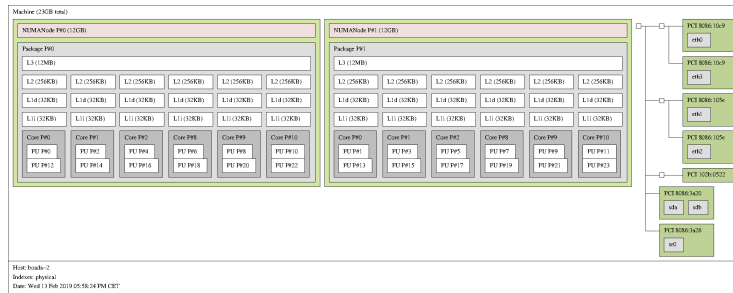 Machine (23GB total)
NUMANode P#0 (12GB)
Package P#0
L3 (12MB)
L2 (256KB) L2 (256KB) L2 (256KB) L2 (256KB) L2 (256KB) L2 (256KB)
L1d (32KB) L1d (32KB) L1d (32KB) L1d (32KB) L1d (32KB) L1d (32KB)
L1i (32KB) L1i (32KB) L1i (32KB) L1i (32KB) L1i (32KB) L1i (32KB)
Core P#0 Core P#1 Core P#2 Core P#8 Core P#9 Core P#10
PU P#0 PU P#2 PU P#4 PU P#6 PU P#8 PU P#10
PU P#12 PU P#14 PU P#16 PU P#18 PU P#20 PU P#22
NUMANode P#1 (12GB)
Package P#1
L3 (12MB)
L2 (256KB) L2 (256KB) L2 (256KB) L2 (256KB) L2 (256KB) L2 (256KB)
L1d (32KB) L1d (32KB) L1d (32KB) L1d (32KB) L1d (32KB) L1d (32KB)
L1i (32KB) L1i (32KB) L1i (32KB) L1i (32KB) L1i (32KB) L1i (32KB)
Core P#0 Core P#1 Core P#2 Core P#8 Core P#9 Core P#10
PU P#1 PU P#3 PU P#5 PU P#7 PU P#9 PU P#11
PU P#13 PU P#15 PU P#17 PU P#19 PU P#21 PU P#23
PCI 8086:10c9
eth0
PCI 8086:10c9
eth3
PCI 8086:105e
eth1
PCI 8086:105e
eth2
PCI 102b:0522
PCI 8086:3a20
sda sdb
PCI 8086:3a26
sr0
Host: boada-2
Indexes: physical
Date: Wed 13 Feb 2019 05:58:24 PM CET